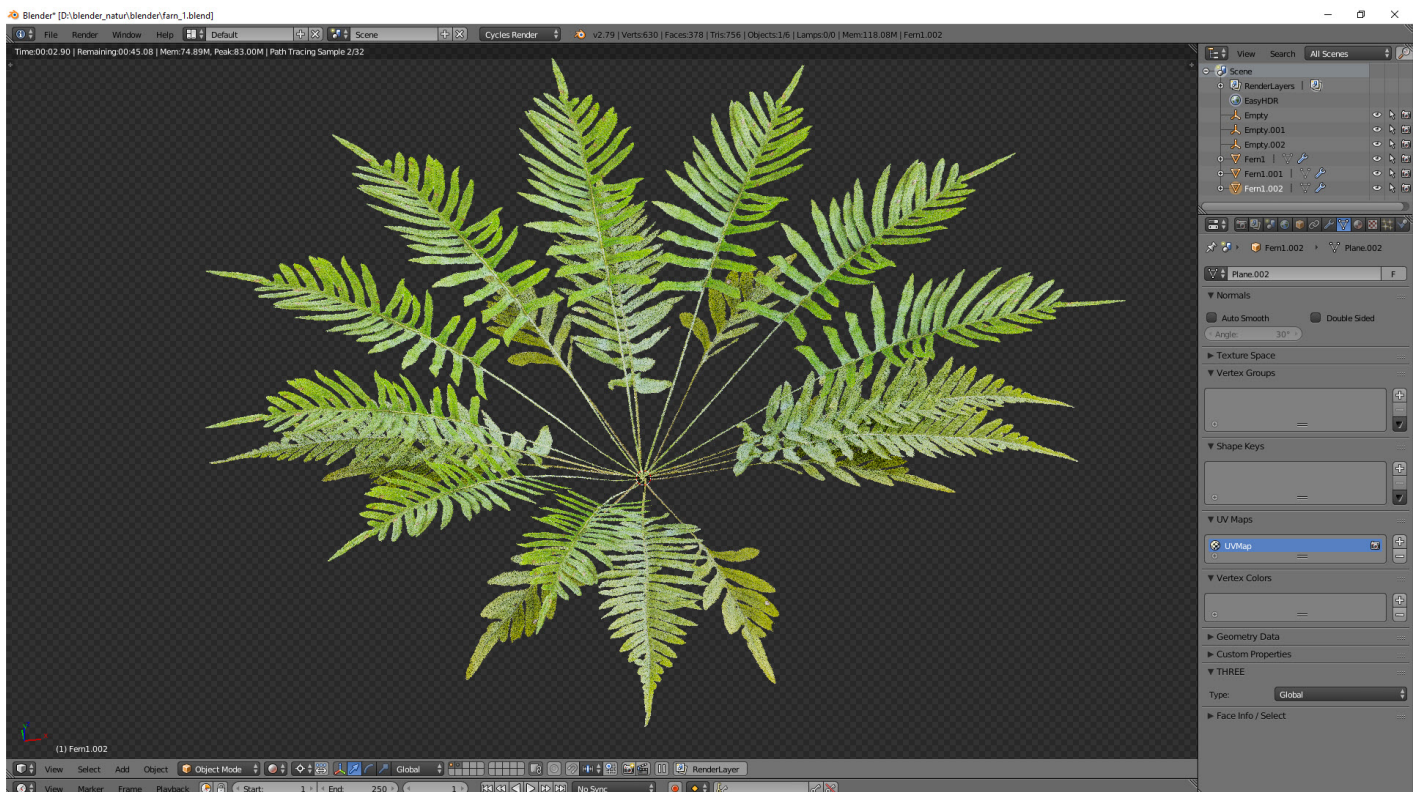 Blender* [D:\blender_natur\blender\farn_1.blend]
File Render Window Help Default Scene Cycles Render v2.79 | Verts:630 | Faces:378 | Tris:756 | Objects:1/6 | Lamps:0/0 | Mem:118.08M | Fern1.002
Time:00:02.90 | Remaining:00:45.08 | Mem:74.89M, Peak:83.00M | Path Tracing Sample 2/32
View Search All Scenes
Scene
RenderLayers |
EasyHDR
Empty
Empty.001
Empty.002
Fern1 |
Fern1.001 |
Fern1.002 |
Fern1.002 Plane.002
Plane.002 F
Normals
Auto Smooth Double Sided
Angle: 30°
Texture Space
Vertex Groups
Shape Keys
UV Maps
UVMap
Vertex Colors
Geometry Data
Custom Properties
THREE
Type: Global
Face Info / Select
(1) Fern1.002
View Select Add Object Object Mode Global RenderLayer
View Marker Frame Playback Start: 1 End: 250 1 No Sync